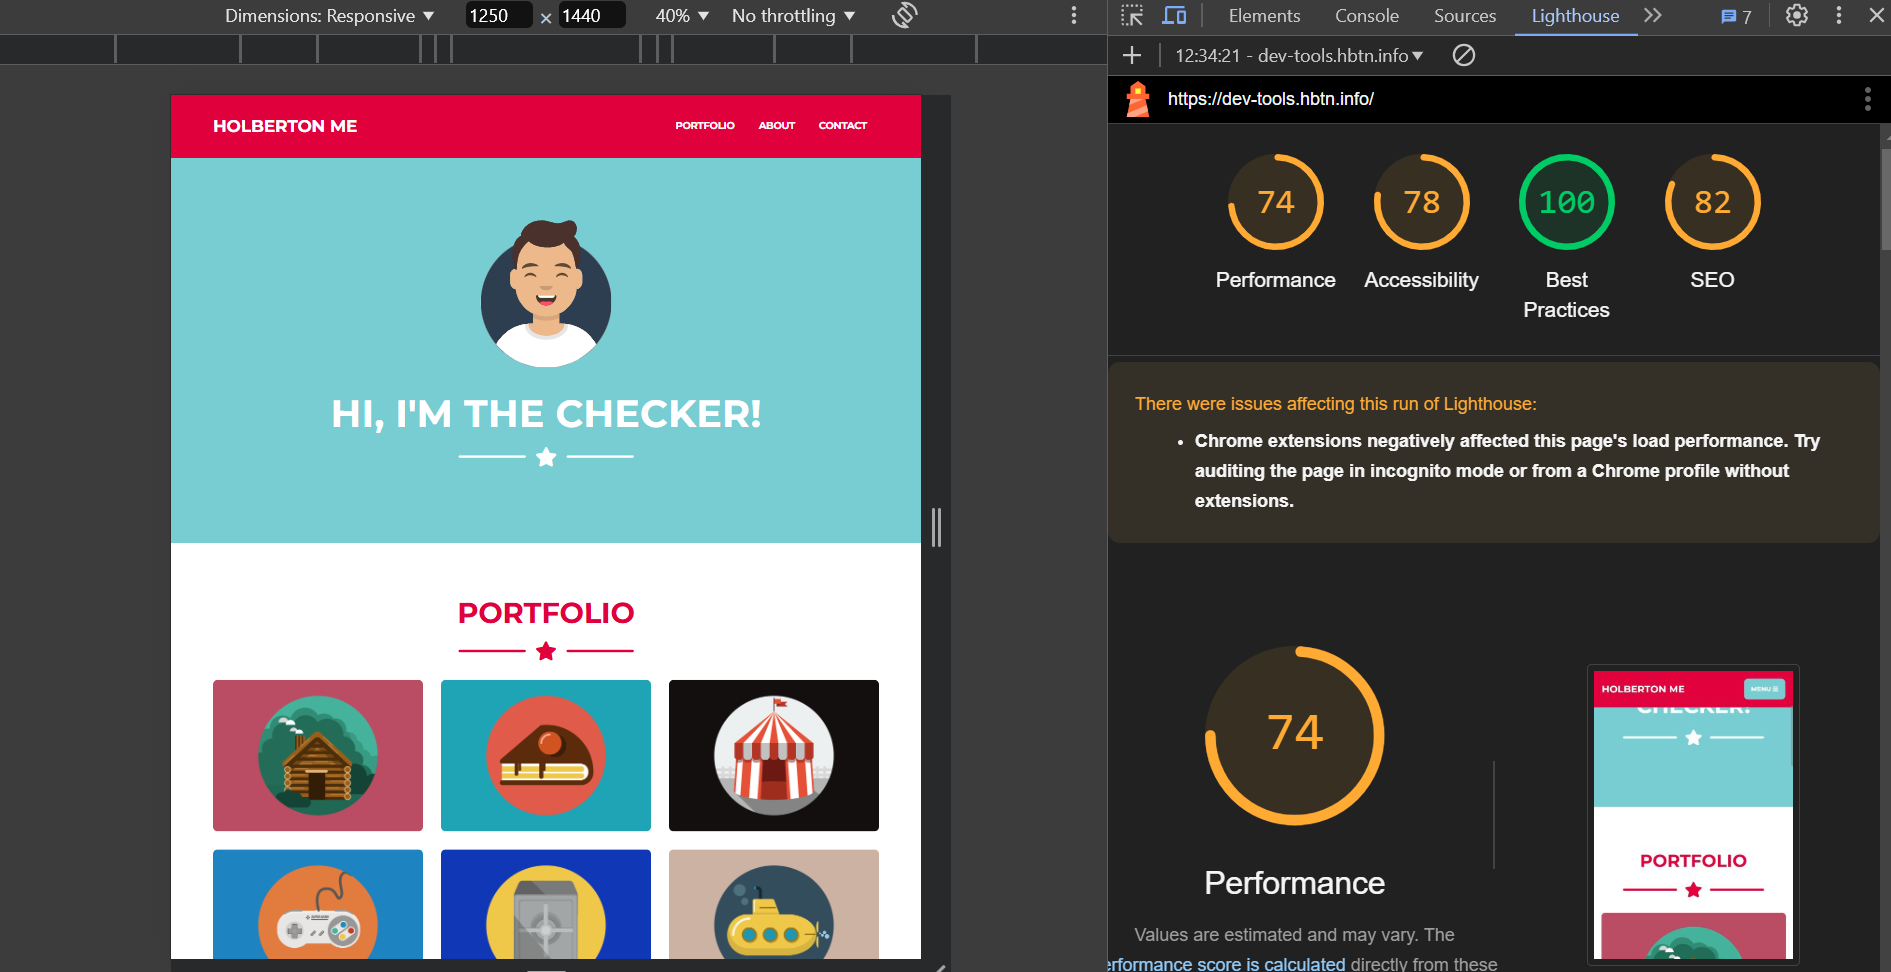 Dimensions: Responsive ▼ 1250 × 1440 40% ▼ No throttling ▼
HOLBERTON ME PORTFOLIO ABOUT CONTACT
HI, I'M THE CHECKER!
PORTFOLIO
Elements Console Sources Lighthouse 7
12:34:21 - dev-tools.hbtn.info ▼
https://dev-tools.hbtn.info/
74 78 100 82
Performance Accessibility Best Practices SEO
There were issues affecting this run of Lighthouse:
• Chrome extensions negatively affected this page's load performance. Try
auditing the page in incognito mode or from a Chrome profile without
extensions.
74
Performance
Values are estimated and may vary. The
erformance score is calculated directly from these
HOLBERTON ME MENU
CHECKER!
PORTFOLIO